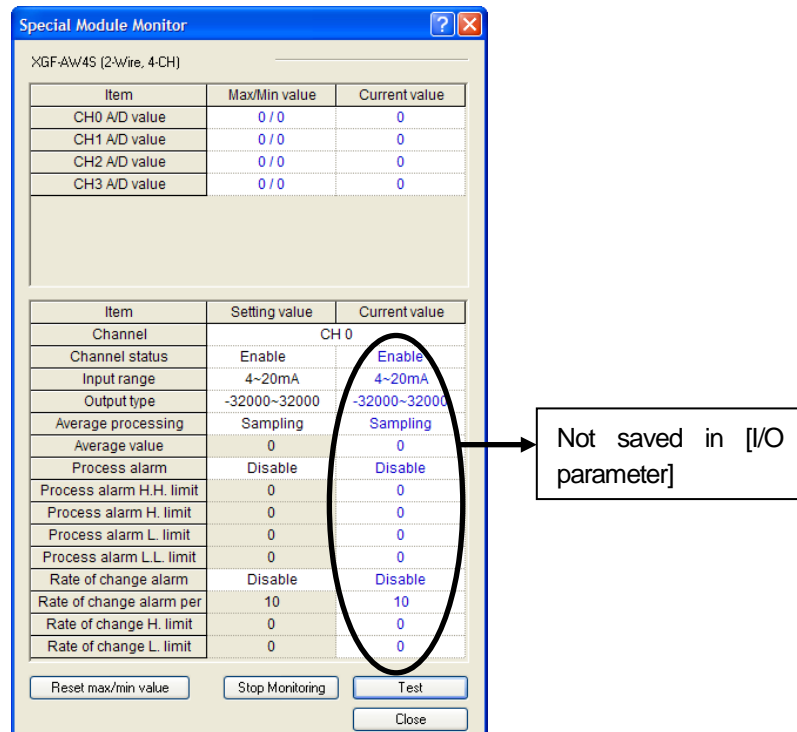 Special Module Monitor
XGF-AW4S (2-Wire, 4-CH)
Item Max/Min value Current value
CH0 A/D value 0 / 0 0
CH1 A/D value 0 / 0 0
CH2 A/D value 0 / 0 0
CH3 A/D value 0 / 0 0
Item Setting value Current value
Channel CH 0
Channel status Enable Enable
Input range 4~20mA 4~20mA
Output type -32000~32000 -32000~32000
Average processing Sampling Sampling
Average value 0 0
Process alarm Disable Disable
Process alarm H.H. limit 0 0
Process alarm H. limit 0 0
Process alarm L. limit 0 0
Process alarm L.L. limit 0 0
Rate of change alarm Disable Disable
Rate of change alarm per 10 10
Rate of change H. limit 0 0
Rate of change L. limit 0 0
Reset max/min value Stop Monitoring Test
Close
Not saved in [I/O
parameter]